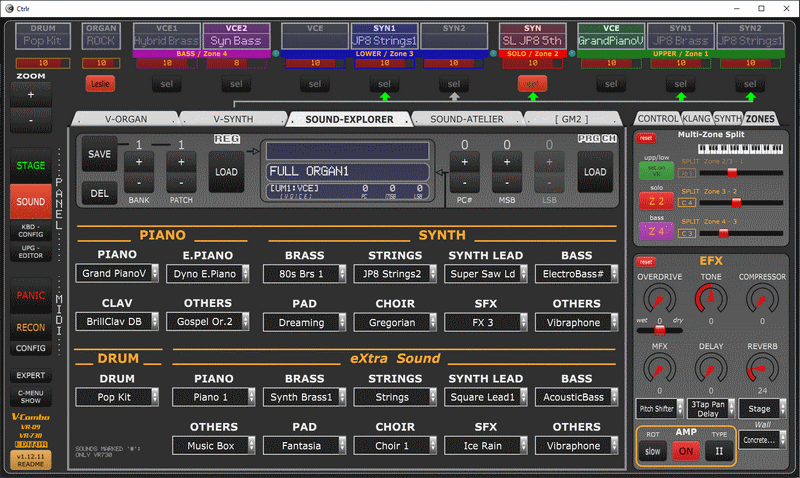 Ctrlr
DRUM ORGAN VCE1 VCE2 VCE SYN1 SYN2 SYN VCE SYN1 SYN2
Pop Kit ROCK Hybrid Brass Syn Bass JP8 Strings1 SL JP8 5th GrandPianoV JP8 Brass JP8 Strings1
BASS / Zone 4 LOWER / Zone 3 SOLO / Zone 2 UPPER / Zone 1
10 10 10 8 10 10 10 10 10 10 10
ZOOM
Leslie sel sel sel sel sel sel sel sel sel
+
-
V-ORGAN V-SYNTH SOUND-EXPLORER SOUND-ATELIER [ GM2 ] CONTROL KLANG SYNTH ZONES
STAGE
SOUND
KBD - CONFIG
UPG - EDITOR
PANEL
PANIC
RECON
CONFIG
MIDI
EXPERT
C-MENU SHOW
V-Combo
VR-09
VR-730
EDITOR
v1.12.11
README
SAVE
DEL
1 1
+ +
- -
BANK PATCH
REG
LOAD
FULL ORGAN1
[UM1:VCE] 0 0 0
[VOICE] PC MSB LSB
0 0 0
+ + +
- - -
PC# MSB LSB
PRG CH
LOAD
PIANO SYNTH
PIANO E.PIANO BRASS STRINGS SYNTH LEAD BASS
Grand PianoV Dyno E.Piano 80s Brs 1 JP8 Strings2 Super Saw Ld ElectroBass#
CLAV OTHERS PAD CHOIR SFX OTHERS
BrillClav DB Gospel Or.2 Dreaming Gregorian FX 3 Vibraphone
DRUM eXtra Sound
DRUM PIANO BRASS STRINGS SYNTH LEAD BASS
Pop Kit Piano 1 Synth Brass1 Strings Square Lead1 AcousticBass
OTHERS PAD CHOIR SFX OTHERS
Music Box Fantasia Choir 1 Ice Rain Vibraphone
SOUNDS MARKED '#':
ONLY VR730
reset Multi-Zone Split
upp/low SPLIT Zone 2/3 - 1
set on VR
solo SPLIT Zone 3 - 2
Z 2 C 4
bass SPLIT Zone 4 - 3
Z 4 C 3
reset EFX
OVERDRIVE TONE COMPRESSOR
0 0 0
wet dry
MFX DELAY REVERB
0 0 24
Pitch Shifter 3Tap Pan Delay Stage
ROT AMP TYPE Wall
slow ON II Concrete...